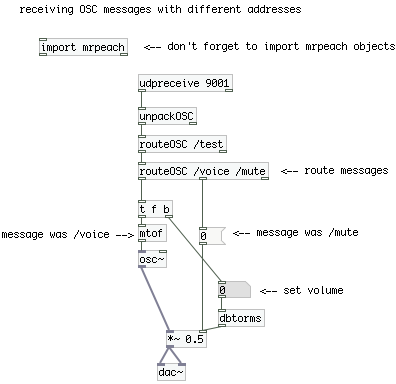 receiving OSC messages with different addresses
import mrpeach <-- don't forget to import mrpeach objects
udpreceive 9001
unpackOSC
routeOSC /test
routeOSC /voice /mute <-- route messages
t f b
message was /voice --> mtof 0 <-- message was /mute
osc~
0 <-- set volume
dbtorms
*~ 0.5
dac~